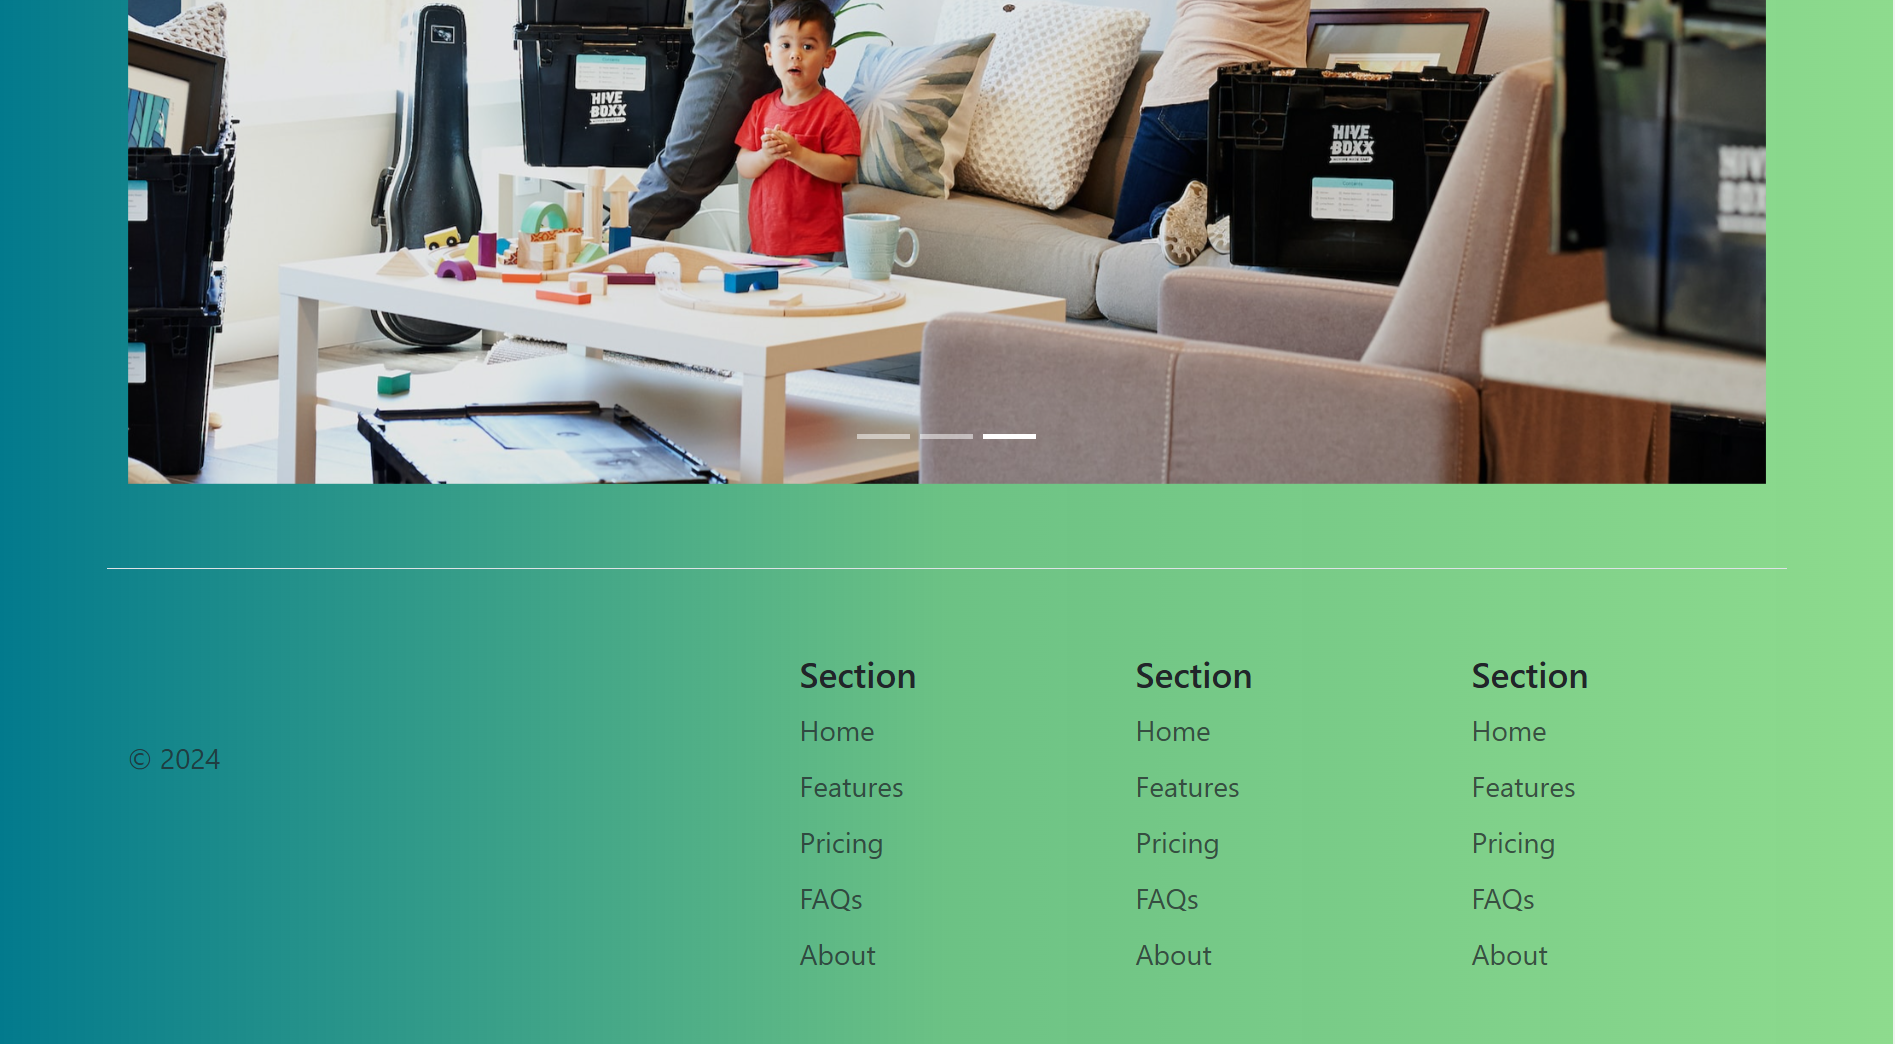 HIVE
BOXX
HIVE
BOXX
© 2024
Section
Home
Features
Pricing
FAQs
About
Section
Home
Features
Pricing
FAQs
About
Section
Home
Features
Pricing
FAQs
About